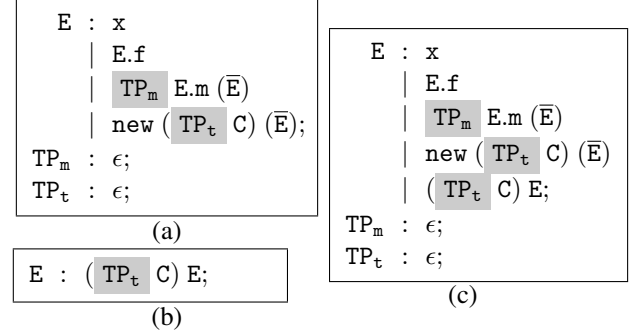 E : x
| E.f
| TPₘ E.m (E̅)
| new ( TPₜ C) (E̅);
TPₘ : ϵ;
TPₜ : ϵ;
(a)
E : ( TPₜ C) E;
(b)
E : x
| E.f
| TPₘ E.m (E̅)
| new ( TPₜ C) (E̅)
| ( TPₜ C) E;
TPₘ : ϵ;
TPₜ : ϵ;
(c)